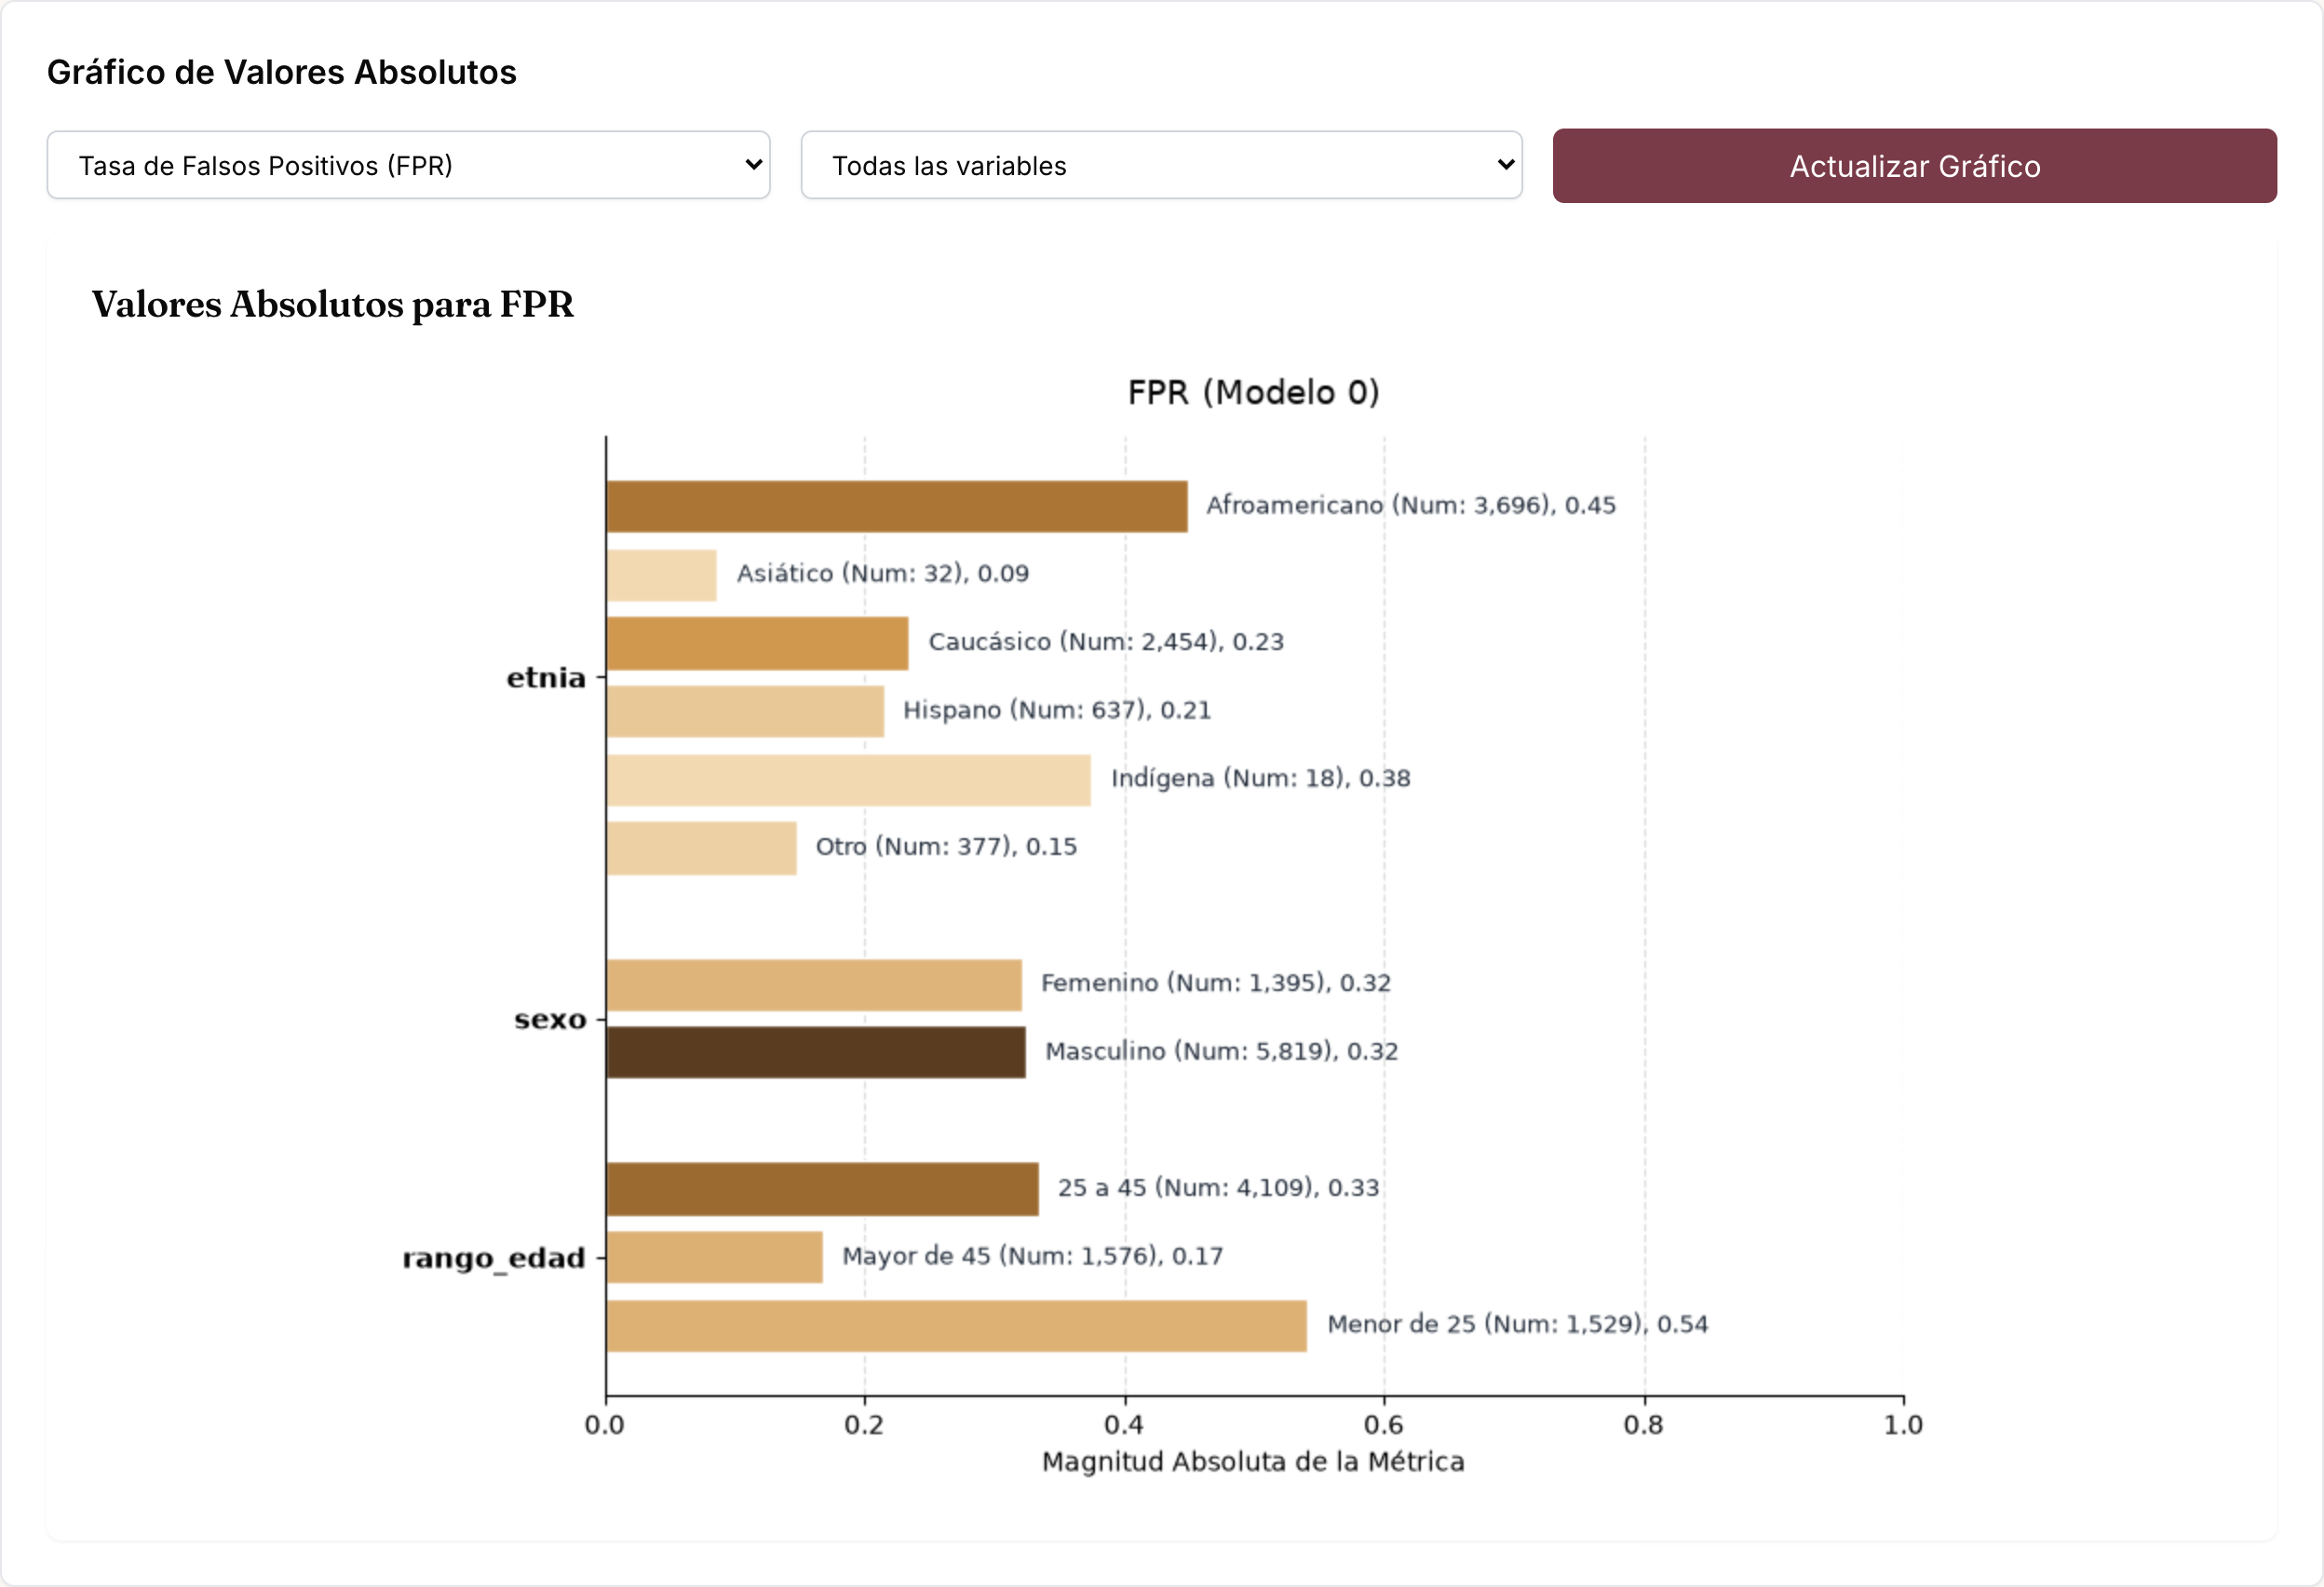 Gráfico de Valores Absolutos
Tasa de Falsos Positivos (FPR)
Todas las variables
Actualizar Gráfico
Valores Absolutos para FPR
FPR (Modelo 0)
etnia
Afroamericano (Num: 3,696), 0.45
Asiático (Num: 32), 0.09
Caucásico (Num: 2,454), 0.23
Hispano (Num: 637), 0.21
Indígena (Num: 18), 0.38
Otro (Num: 377), 0.15
sexo
Femenino (Num: 1,395), 0.32
Masculino (Num: 5,819), 0.32
rango_edad
25 a 45 (Num: 4,109), 0.33
Mayor de 45 (Num: 1,576), 0.17
Menor de 25 (Num: 1,529), 0.54
0.0 0.2 0.4 0.6 0.8 1.0
Magnitud Absoluta de la Métrica